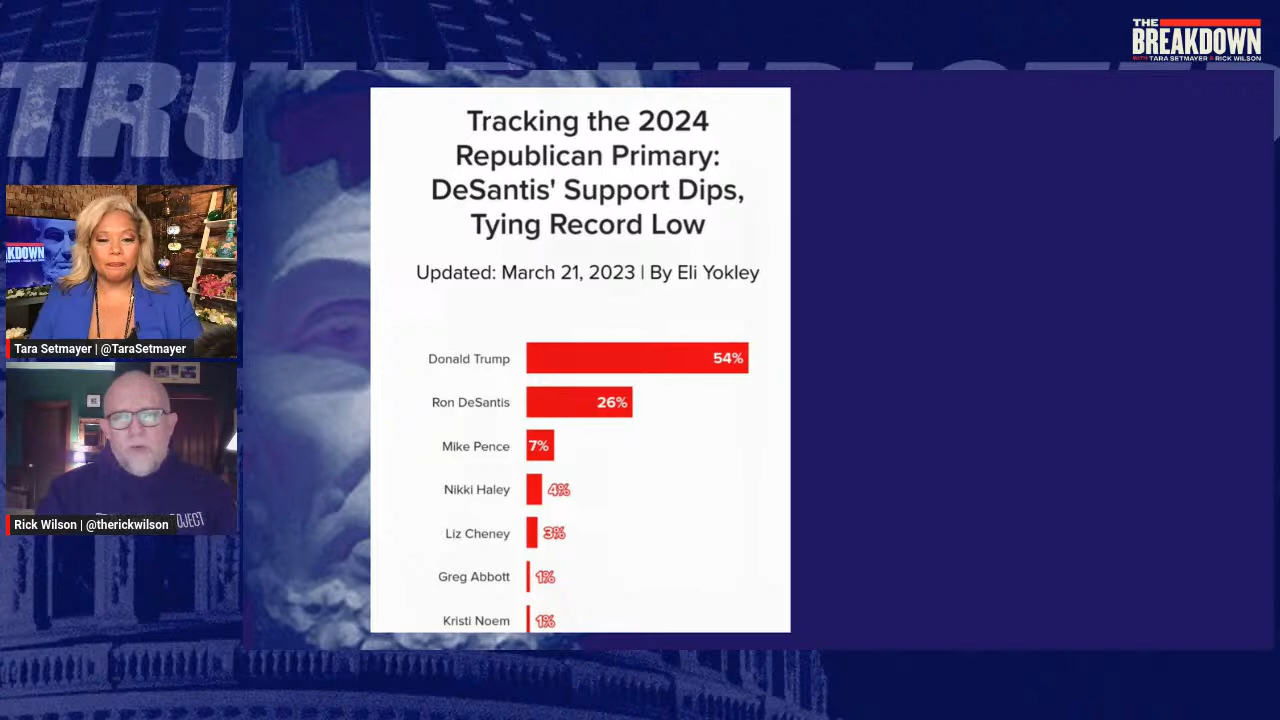 THE
BREAKDOWN
WITH TARA SETMAYER & RICK WILSON
Tracking the 2024
Republican Primary:
DeSantis' Support Dips,
Tying Record Low
Updated: March 21, 2023 | By Eli Yokley
Donald Trump 54%
Ron DeSantis 26%
Mike Pence 7%
Nikki Haley 4%
Liz Cheney 3%
Greg Abbott 1%
Kristi Noem 1%
KDOWN
Tara Setmayer | @TaraSetmayer
OJECT
Rick Wilson | @therickwilson